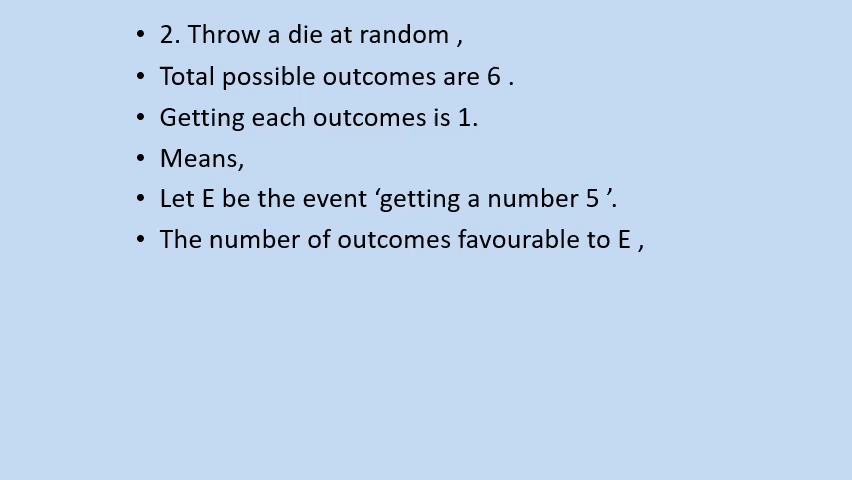 • 2. Throw a die at random ,
• Total possible outcomes are 6 .
• Getting each outcomes is 1.
• Means,
• Let E be the event ‘getting a number 5 ’.
• The number of outcomes favourable to E ,